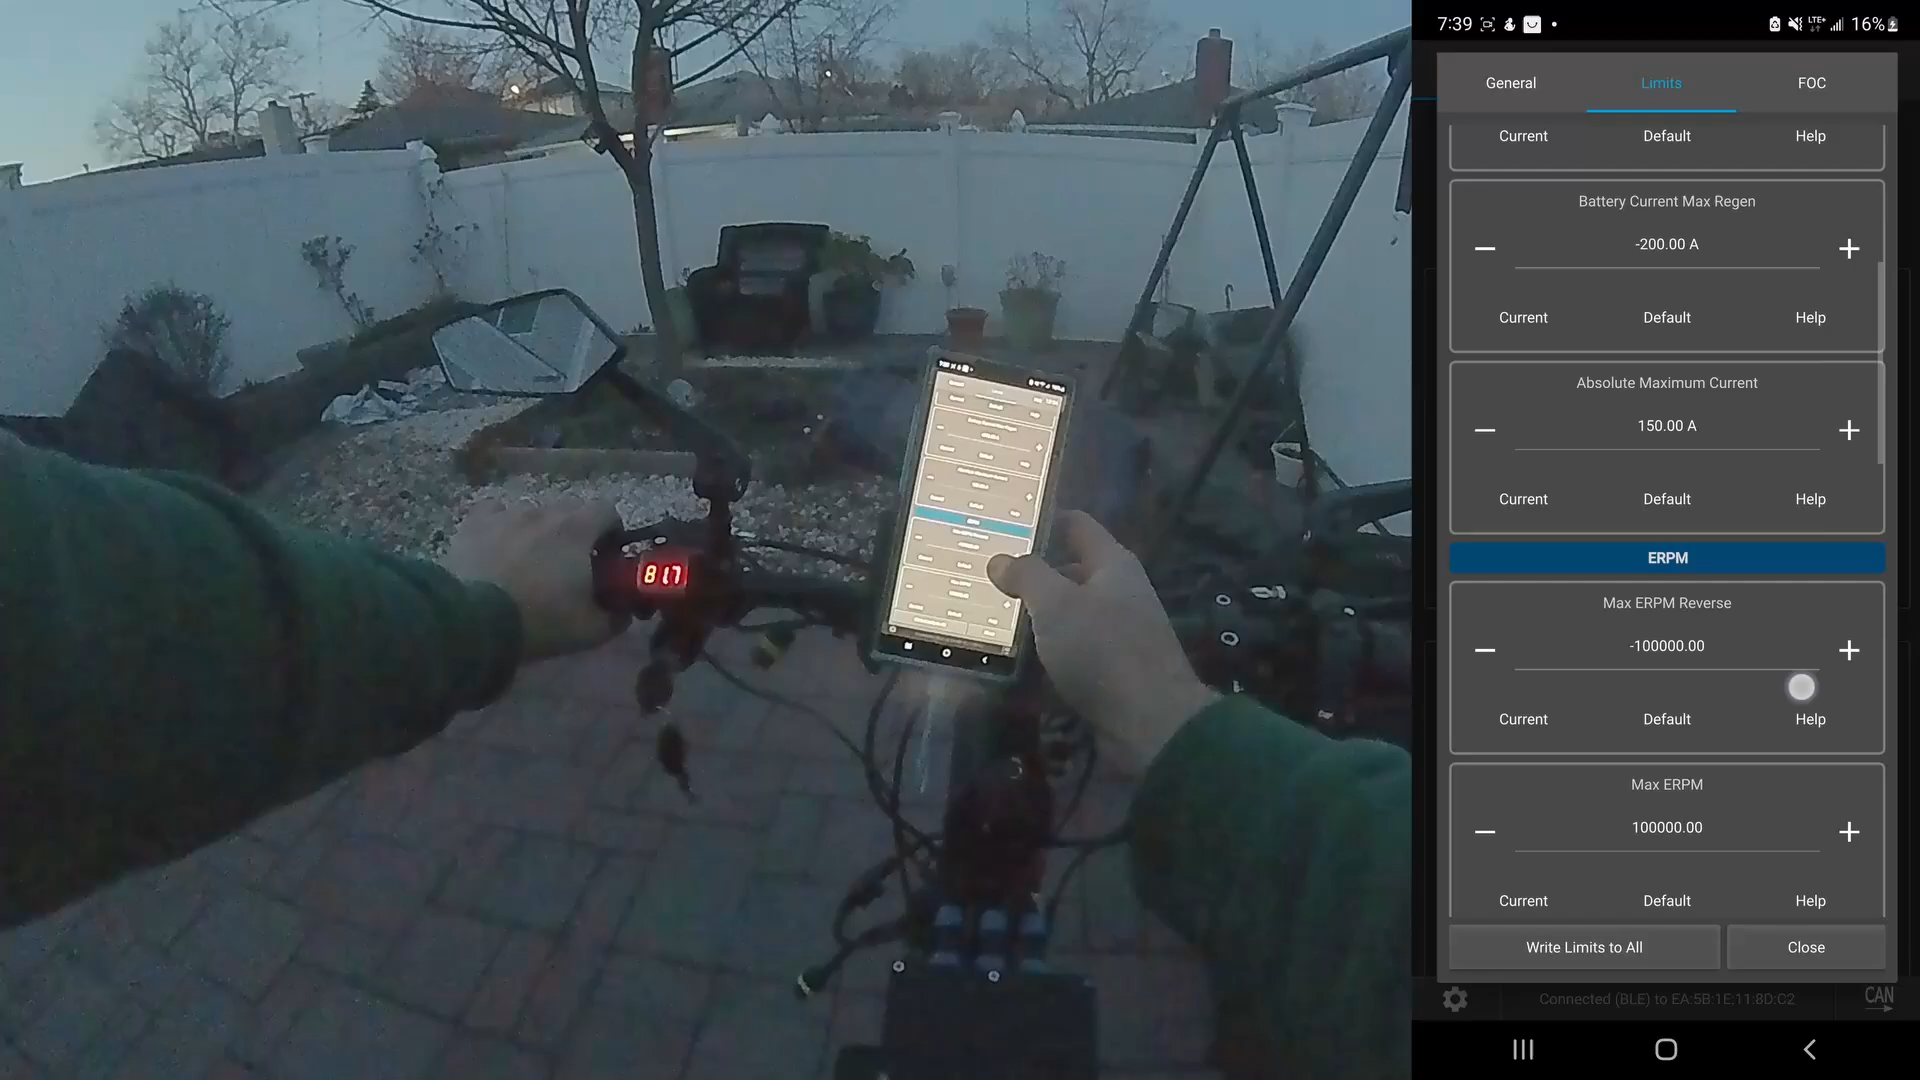 7:39 LTE+ 16%
General Limits FOC
Current Default Help
Battery Current Max Regen
-200.00 A
Current Default Help
Absolute Maximum Current
150.00 A
Current Default Help
ERPM
Max ERPM Reverse
-100000.00
Current Default Help
Max ERPM
100000.00
Current Default Help
Write Limits to All Close
Connected (BLE) to EA:5B:1E:11:8D:C2 CAN
81.7